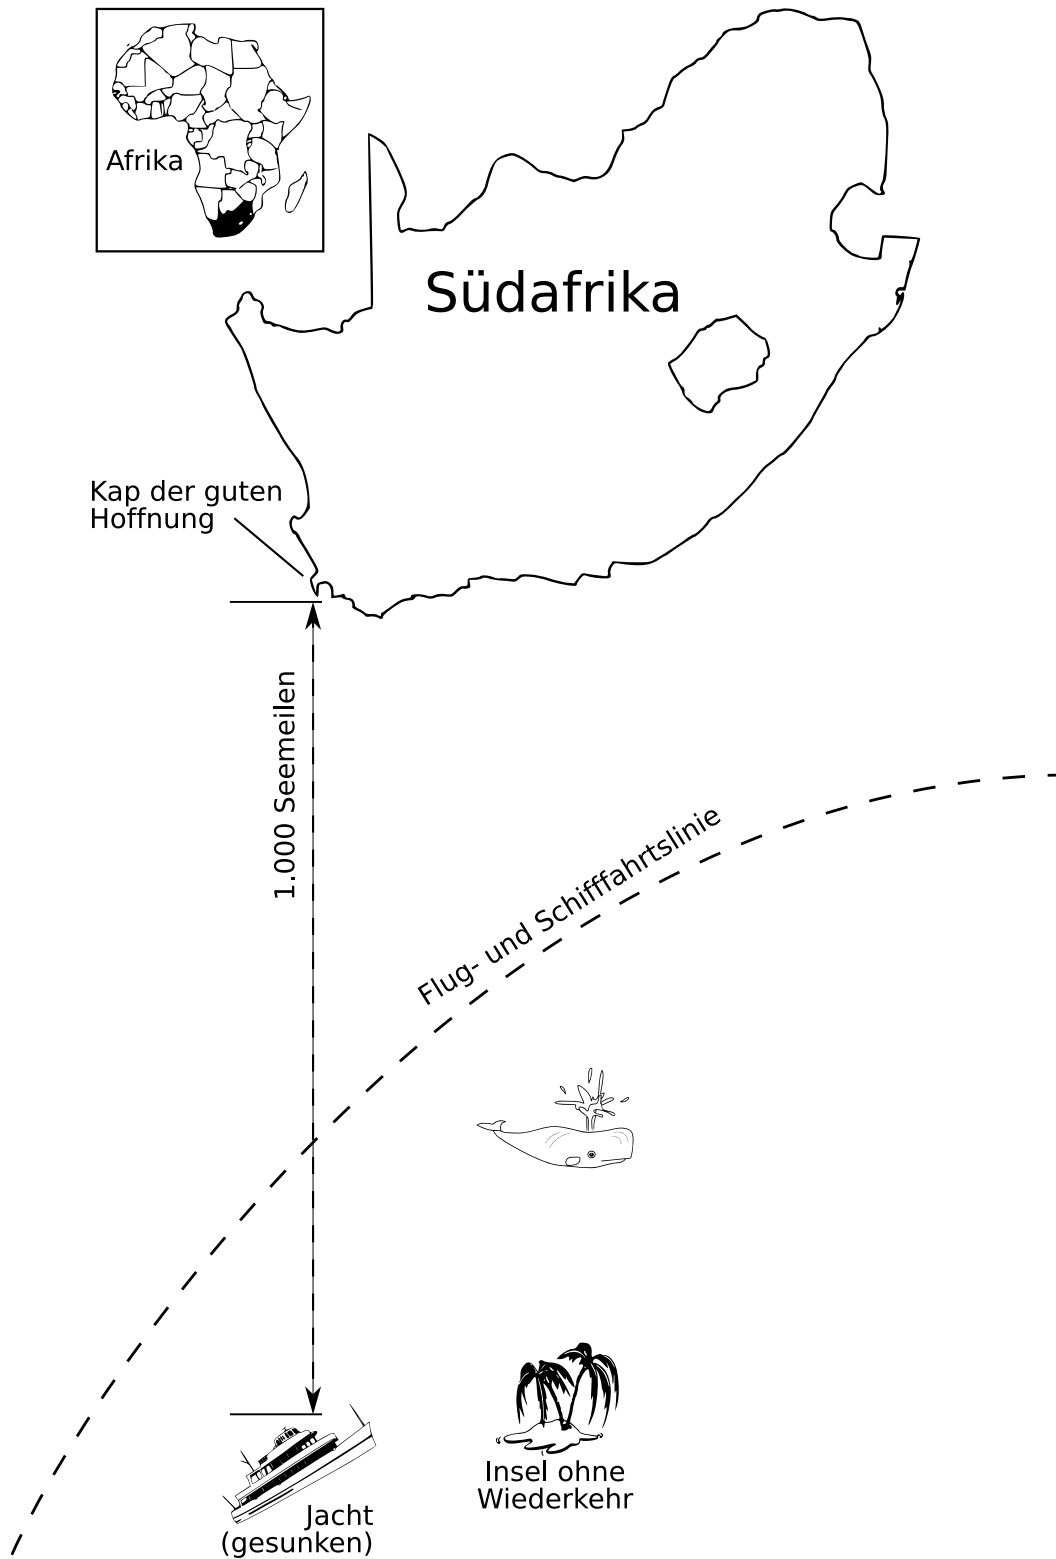 Afrika
Südafrika
Kap der guten
Hoffnung
1.000 Seemeilen
Flug- und Schifffahrtslinie
Insel ohne
Wiederkehr
Jacht
(gesunken)